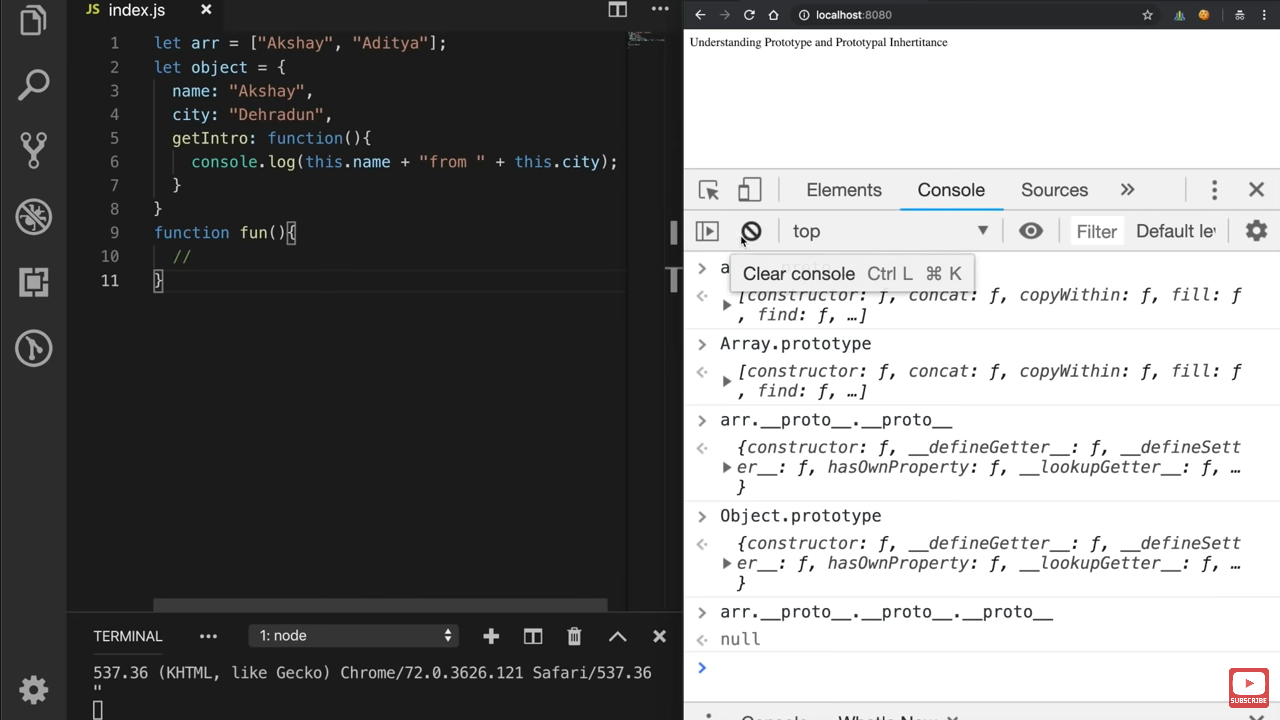 JS index.js
1 let arr = ["Akshay", "Aditya"];
2 let object = {
3 name: "Akshay",
4 city: "Dehradun",
5 getIntro: function(){
6 console.log(this.name + "from " + this.city);
7 }
8 }
9 function fun(){
10 //
11 }
TERMINAL
1: node
537.36 (KHTML, like Gecko) Chrome/72.0.3626.121 Safari/537.36
"
localhost:8080
Understanding Prototype and Prototypal Inhertitance
Elements Console Sources
top Filter Default le
Clear console Ctrl L ⌘ K
[constructor: ƒ, concat: ƒ, copyWithin: ƒ, fill: ƒ
, find: ƒ, …]
Array.prototype
[constructor: ƒ, concat: ƒ, copyWithin: ƒ, fill: ƒ
, find: ƒ, …]
arr.__proto__.__proto__
{constructor: ƒ, __defineGetter__: ƒ, __defineSett
er__: ƒ, hasOwnProperty: ƒ, __lookupGetter__: ƒ, …
}
Object.prototype
{constructor: ƒ, __defineGetter__: ƒ, __defineSett
er__: ƒ, hasOwnProperty: ƒ, __lookupGetter__: ƒ, …
}
arr.__proto__.__proto__.__proto__
null
SUBSCRIBE
Console What's New